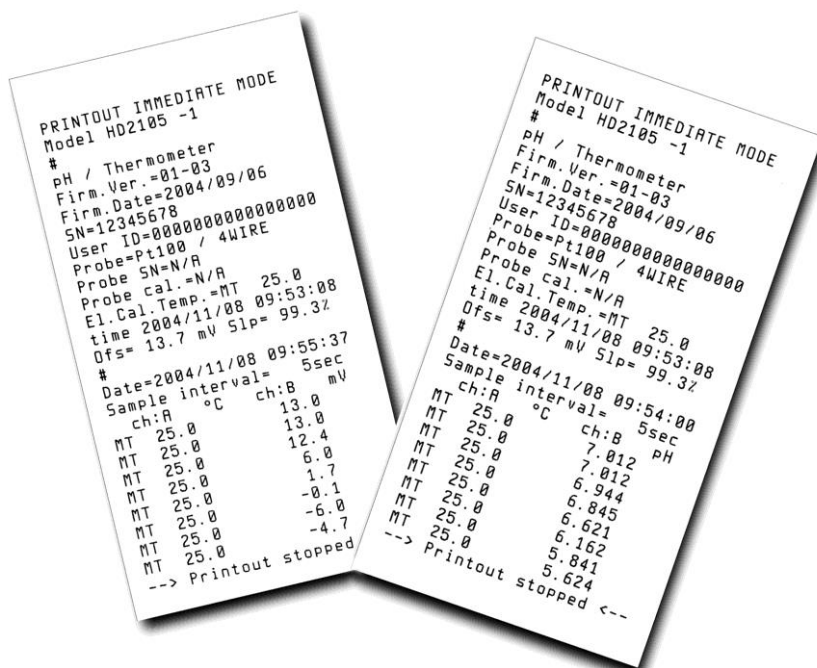 PRINTOUT IMMEDIATE MODE
Model HD2105 -1
#
pH / Thermometer
Firm.Ver.=01-03
Firm.Date=2004/09/06
SN=12345678
User ID=0000000000000000
Probe=Pt100 / 4WIRE
Probe SN=N/A
Probe cal.=N/A
El.Cal.Temp.=MT 25.0
time 2004/11/08 09:53:08
Ofs= 13.7 mV Slp= 99.3%
#
Date=2004/11/08 09:55:37
Sample interval= 5sec
ch:A °C ch:B mV
MT 25.0 13.0
MT 25.0 13.0
MT 25.0 12.4
MT 25.0 6.0
MT 25.0 1.7
MT 25.0 -0.1
MT 25.0 -6.0
MT 25.0 -4.7
--> Printout stopped
PRINTOUT IMMEDIATE MODE
Model HD2105 -1
#
pH / Thermometer
Firm.Ver.=01-03
Firm.Date=2004/09/06
SN=12345678
User ID=0000000000000000
Probe=Pt100 / 4WIRE
Probe SN=N/A
Probe cal.=N/A
El.Cal.Temp.=MT 25.0
time 2004/11/08 09:53:08
Ofs= 13.7 mV Slp= 99.3%
#
Date=2004/11/08 09:54:00
Sample interval= 5sec
ch:A °C ch:B pH
MT 25.0 7.012
MT 25.0 7.012
MT 25.0 6.944
MT 25.0 6.845
MT 25.0 6.621
MT 25.0 6.162
MT 25.0 5.841
MT 25.0 5.624
--> Printout stopped <--